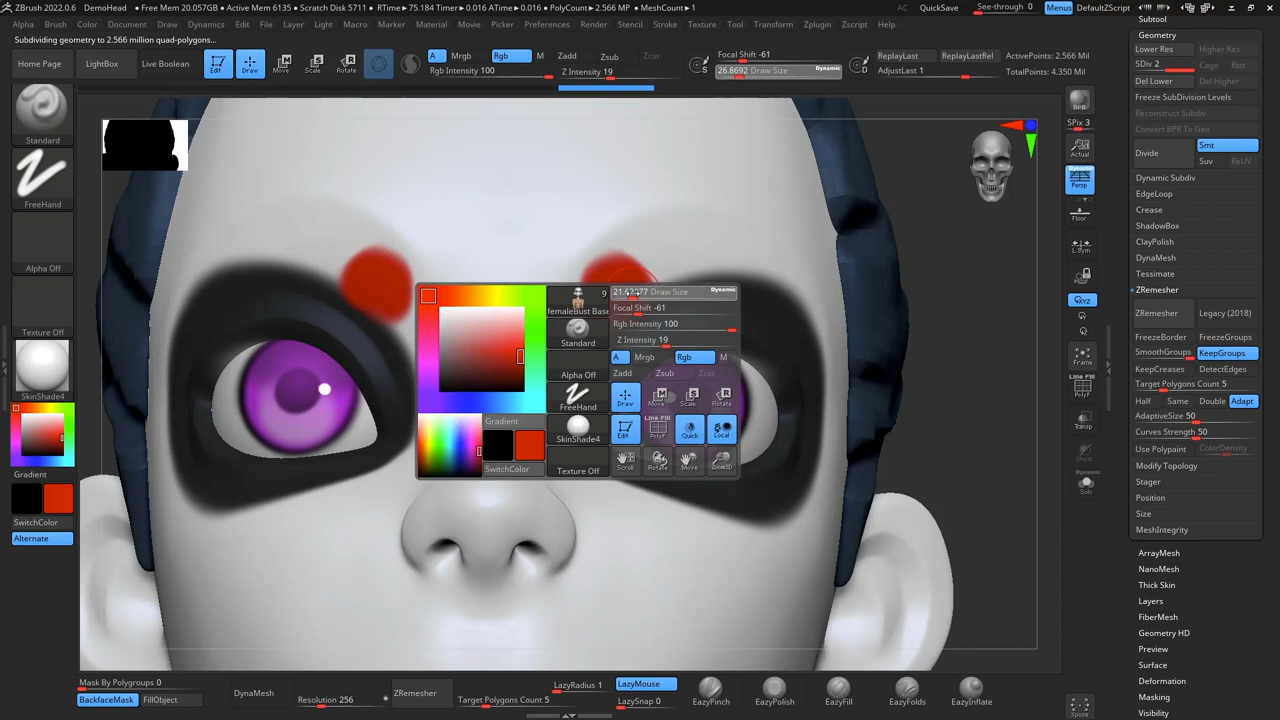 ZBrush 2022.0.6 DemoHead • Free Mem 20.057GB • Active Mem 6135 • Scratch Disk 5711 • RTime▸75.184 Timer▸0.016 ATime▸0.016 • PolyCount▸2.566 MP • MeshCount▸1 AC QuickSave See-through 0 Menus DefaultZScript
Alpha Brush Color Document Draw Dynamics Edit File Layer Light Macro Marker Material Movie Picker Preferences Render Stencil Stroke Texture Tool Transform Zplugin Zscript Help
Subdividing geometry to 2.566 million quad-polygons...
Home Page LightBox Live Boolean
Edit Draw Move Scale Rotate
A Mrgb Rgb M
Rgb Intensity 100
Zadd Zsub Zcut
Z Intensity 19
S
Focal Shift -61
26.8692 Draw Size Dynamic
D
ReplayLast ReplayLastRel
AdjustLast 1
ActivePoints: 2.566 Mil
TotalPoints: 4.350 Mil
Standard
FreeHand
Alpha Off
Texture Off
SkinShade4
Gradient
SwitchColor
Alternate
Gradient
SwitchColor
9
FemaleBust Base
Standard
Alpha Off
FreeHand
SkinShade4
Texture Off
Draw Size Dynamic
Focal Shift -61
Rgb Intensity 100
Z Intensity 19
A Mrgb Rgb M
Zadd Zsub Zcut
Draw Move Scale Rotate
Edit Line Fill PolyF Quick Local
Scroll Rotate Move Zoom3D
BPR
SPix 3
Actual
Dynamic
Persp
Floor
L.Sym
XYZ
Frame
Line Fill
PolyF
Transp
Ghost
Dynamic
Solo
Xpose
Subtool
Geometry
Lower Res Higher Res
SDiv 2 Cage Rstr
Del Lower Del Higher
Freeze SubDivision Levels
Reconstruct Subdiv
Convert BPR To Geo
Divide Smt
Suv ReUV
Dynamic Subdiv
EdgeLoop
Crease
ShadowBox
ClayPolish
DynaMesh
Tessimate
ZRemesher
ZRemesher Legacy (2018)
FreezeBorder FreezeGroups
SmoothGroups KeepGroups
KeepCreases DetectEdges
Target Polygons Count 5
Half Same Double Adapt
AdaptiveSize 50
Curves Strength 50
Use Polypaint ColorDensity
Modify Topology
Stager
Position
Size
MeshIntegrity
ArrayMesh
NanoMesh
Thick Skin
Layers
FiberMesh
Geometry HD
Preview
Surface
Deformation
Masking
Visibility
Mask By Polygroups 0
BackfaceMask FillObject
DynaMesh
Resolution 256
ZRemesher
Target Polygons Count 5
LazyRadius 1
LazyMouse
LazySnap 0
EazyPinch EazyPolish EazyFill EazyFolds EazyInflate